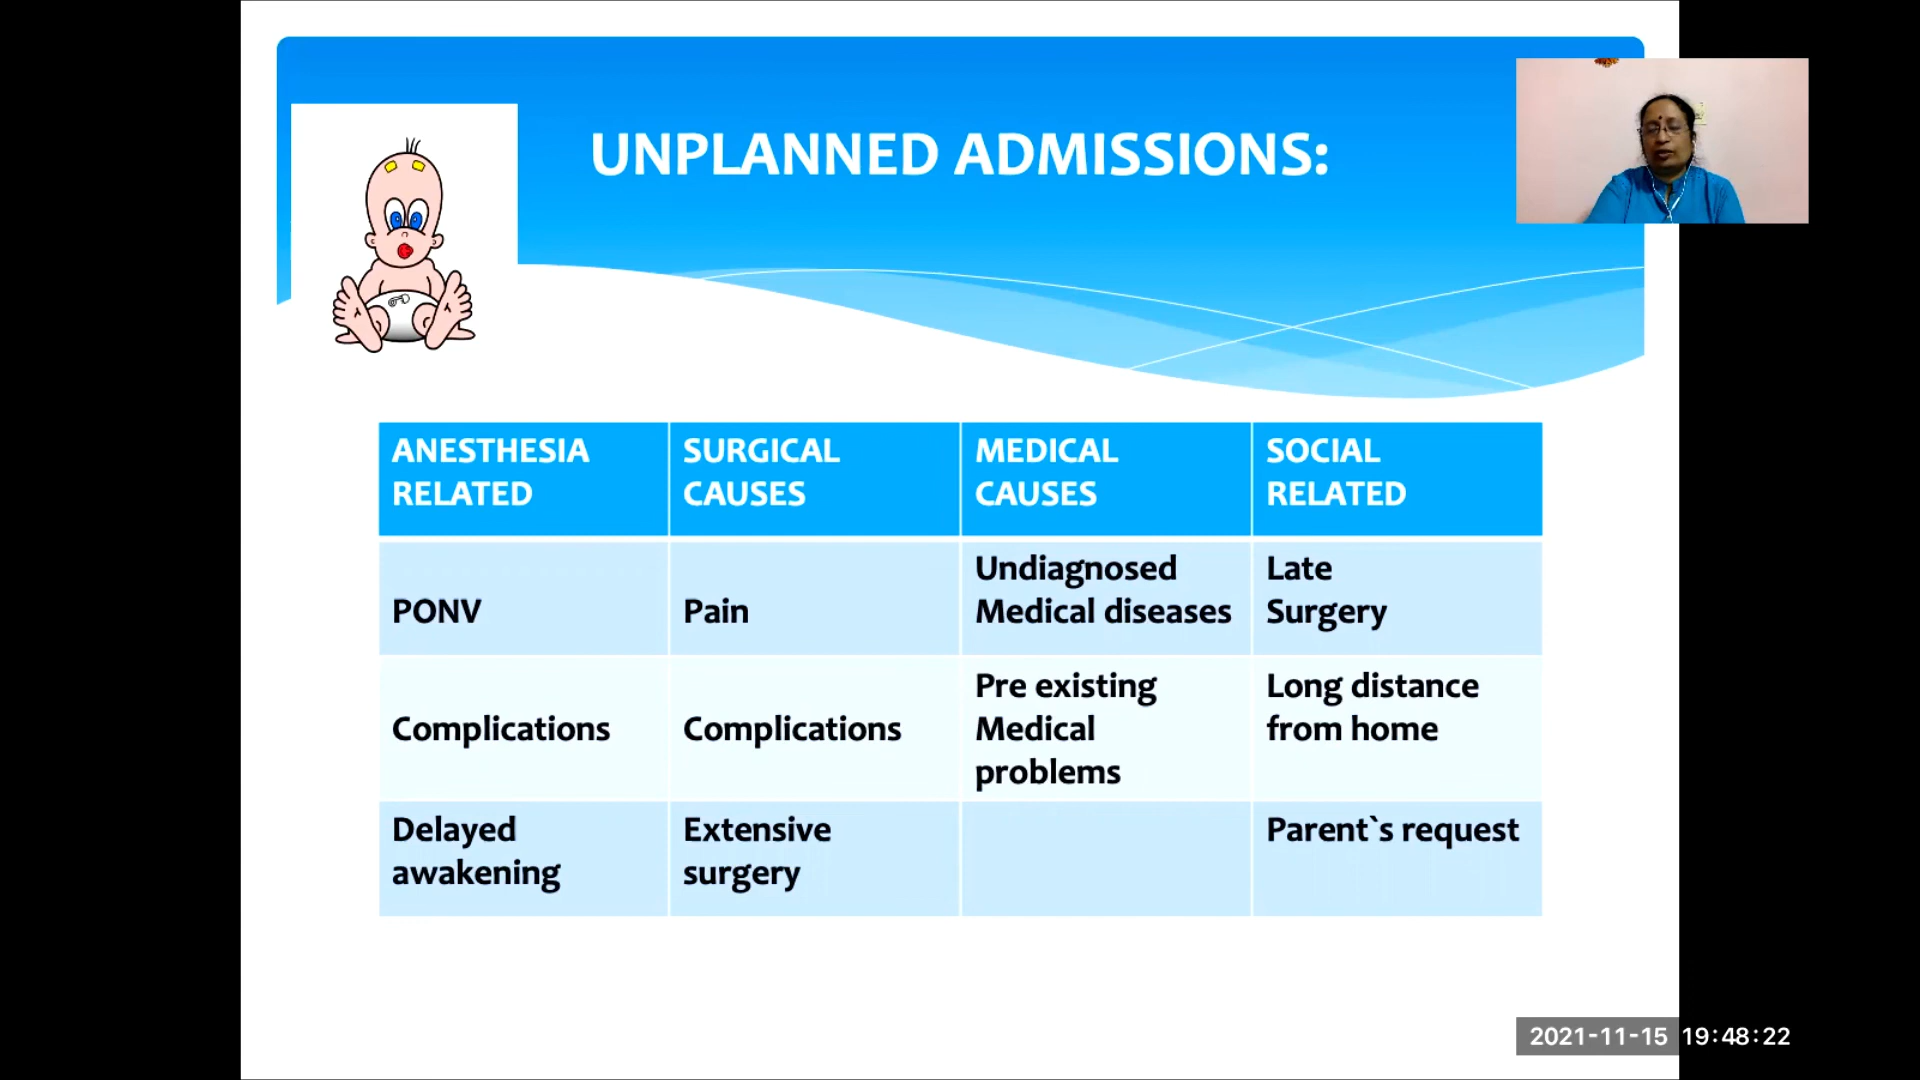 UNPLANNED ADMISSIONS:
ANESTHESIA
RELATED
SURGICAL
CAUSES
MEDICAL
CAUSES
SOCIAL
RELATED
PONV
Pain
Undiagnosed
Medical diseases
Late
Surgery
Complications
Complications
Pre existing
Medical
problems
Long distance
from home
Delayed
awakening
Extensive
surgery
Parent`s request
2021-11-15 19:48:22